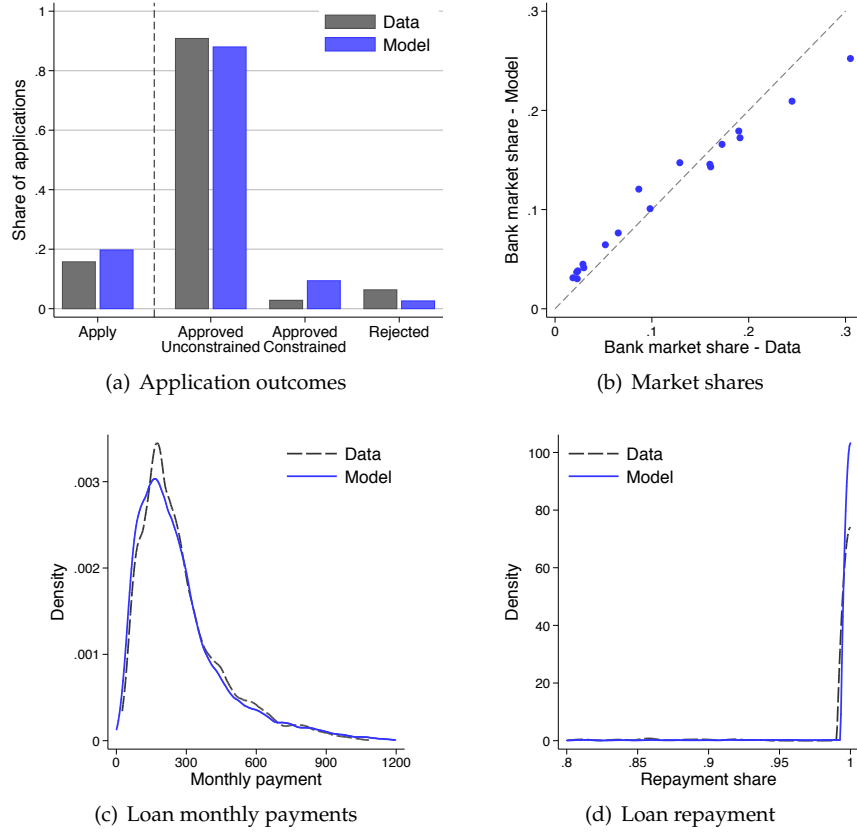 Share of applications
1
.8
.6
.4
.2
0
Data
Model
Apply
Approved
Unconstrained
Approved
Constrained
Rejected
(a) Application outcomes
Bank market share - Model
.3
.2
.1
0
0
.1
.2
.3
Bank market share - Data
(b) Market shares
Density
.003
.002
.001
0
Data
Model
0
300
600
900
1200
Monthly payment
(c) Loan monthly payments
Density
100
80
60
40
20
0
Data
Model
.8
.85
.9
.95
1
Repayment share
(d) Loan repayment